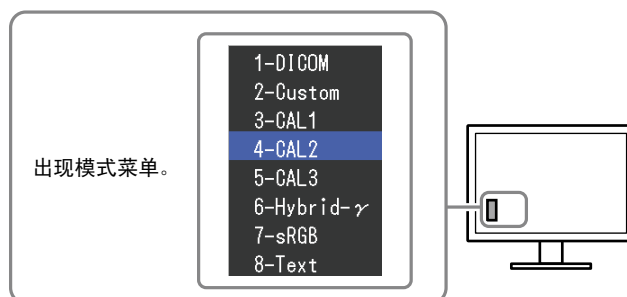 出现模式菜单。
1-DICOM
2-Custom
3-CAL1
4-CAL2
5-CAL3
6-Hybrid-γ
7-sRGB
8-Text